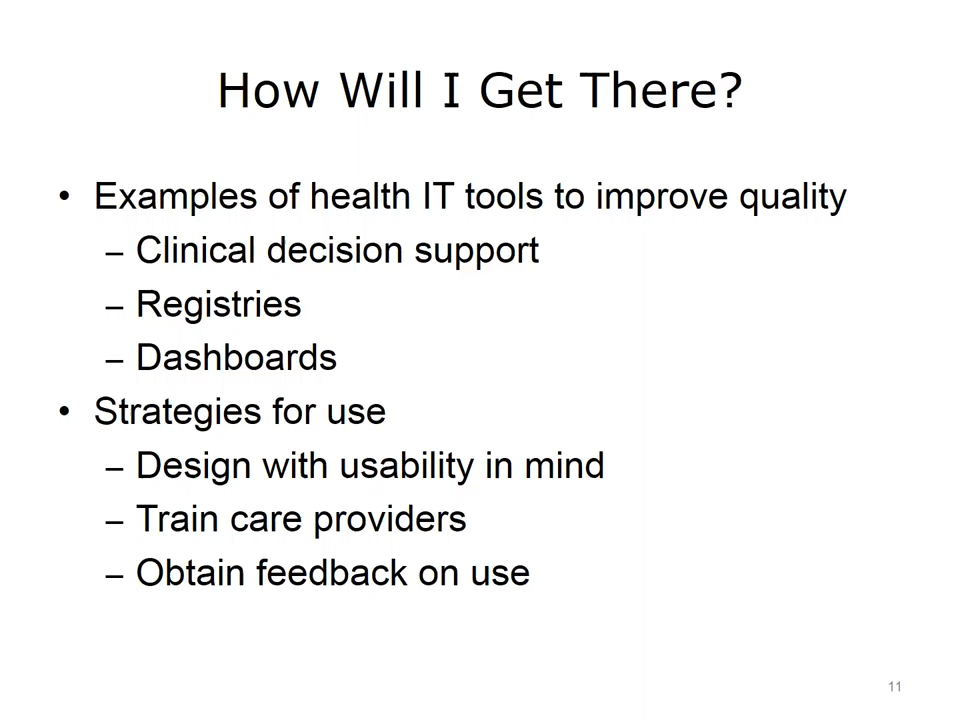 How Will I Get There?
• Examples of health IT tools to improve quality
– Clinical decision support
– Registries
– Dashboards
• Strategies for use
– Design with usability in mind
– Train care providers
– Obtain feedback on use
11